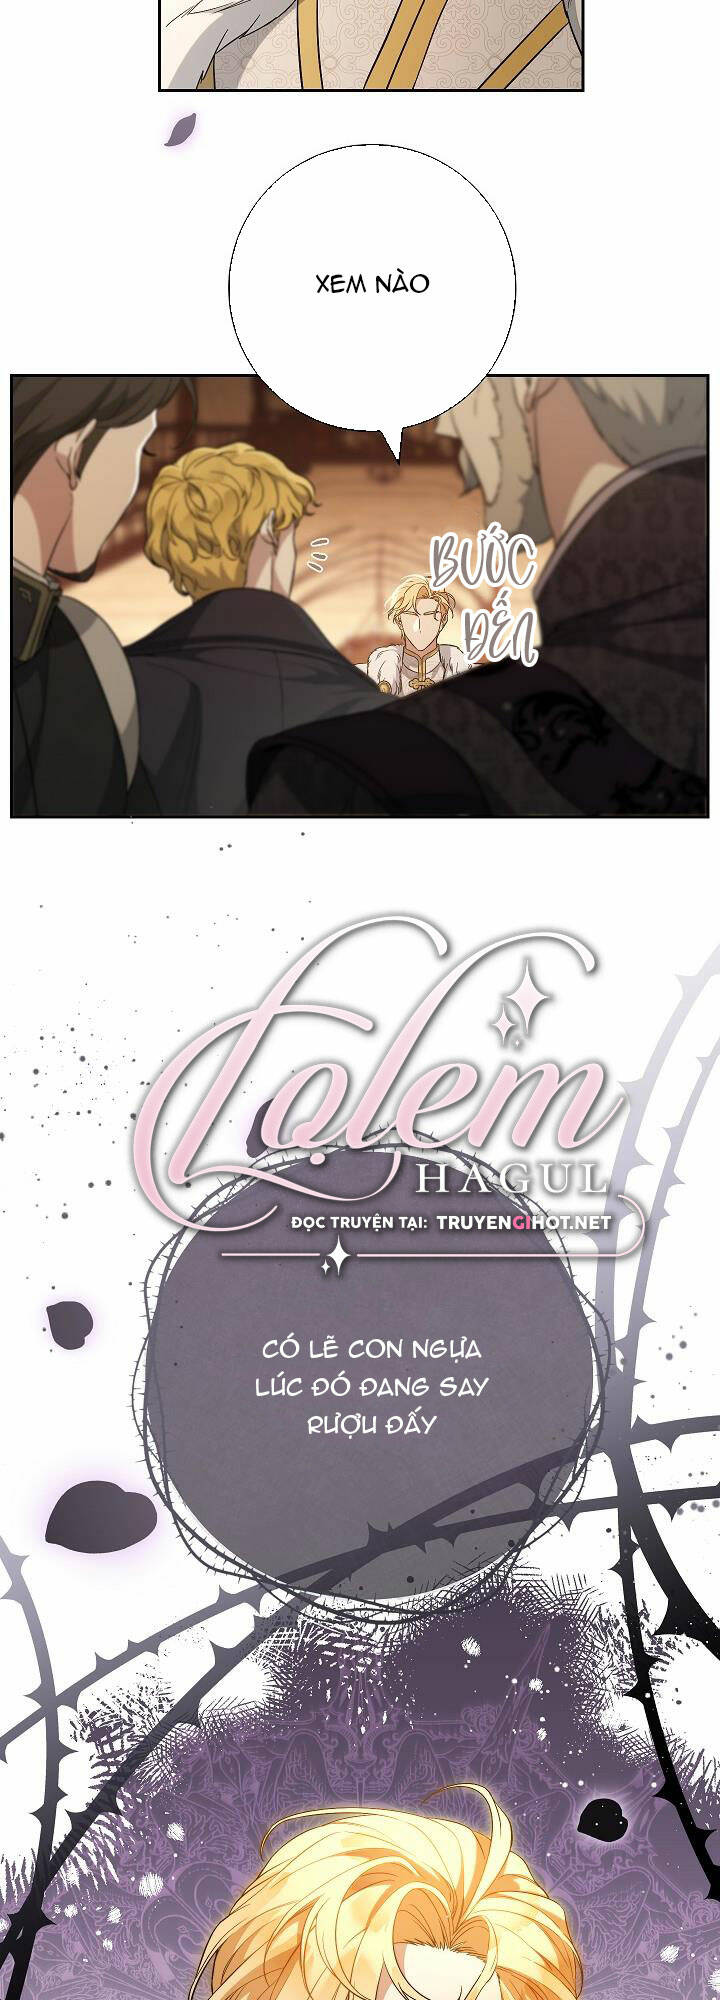 XEM NÀO
BƯỚC
ĐẾN
Lọlem
HAGUL
ĐỌC TRUYỆN TẠI: TRUYENGIHOT.NET
CÓ LẼ CON NGỰA
LÚC ĐÓ ĐANG SAY
RƯỢU ĐẤY